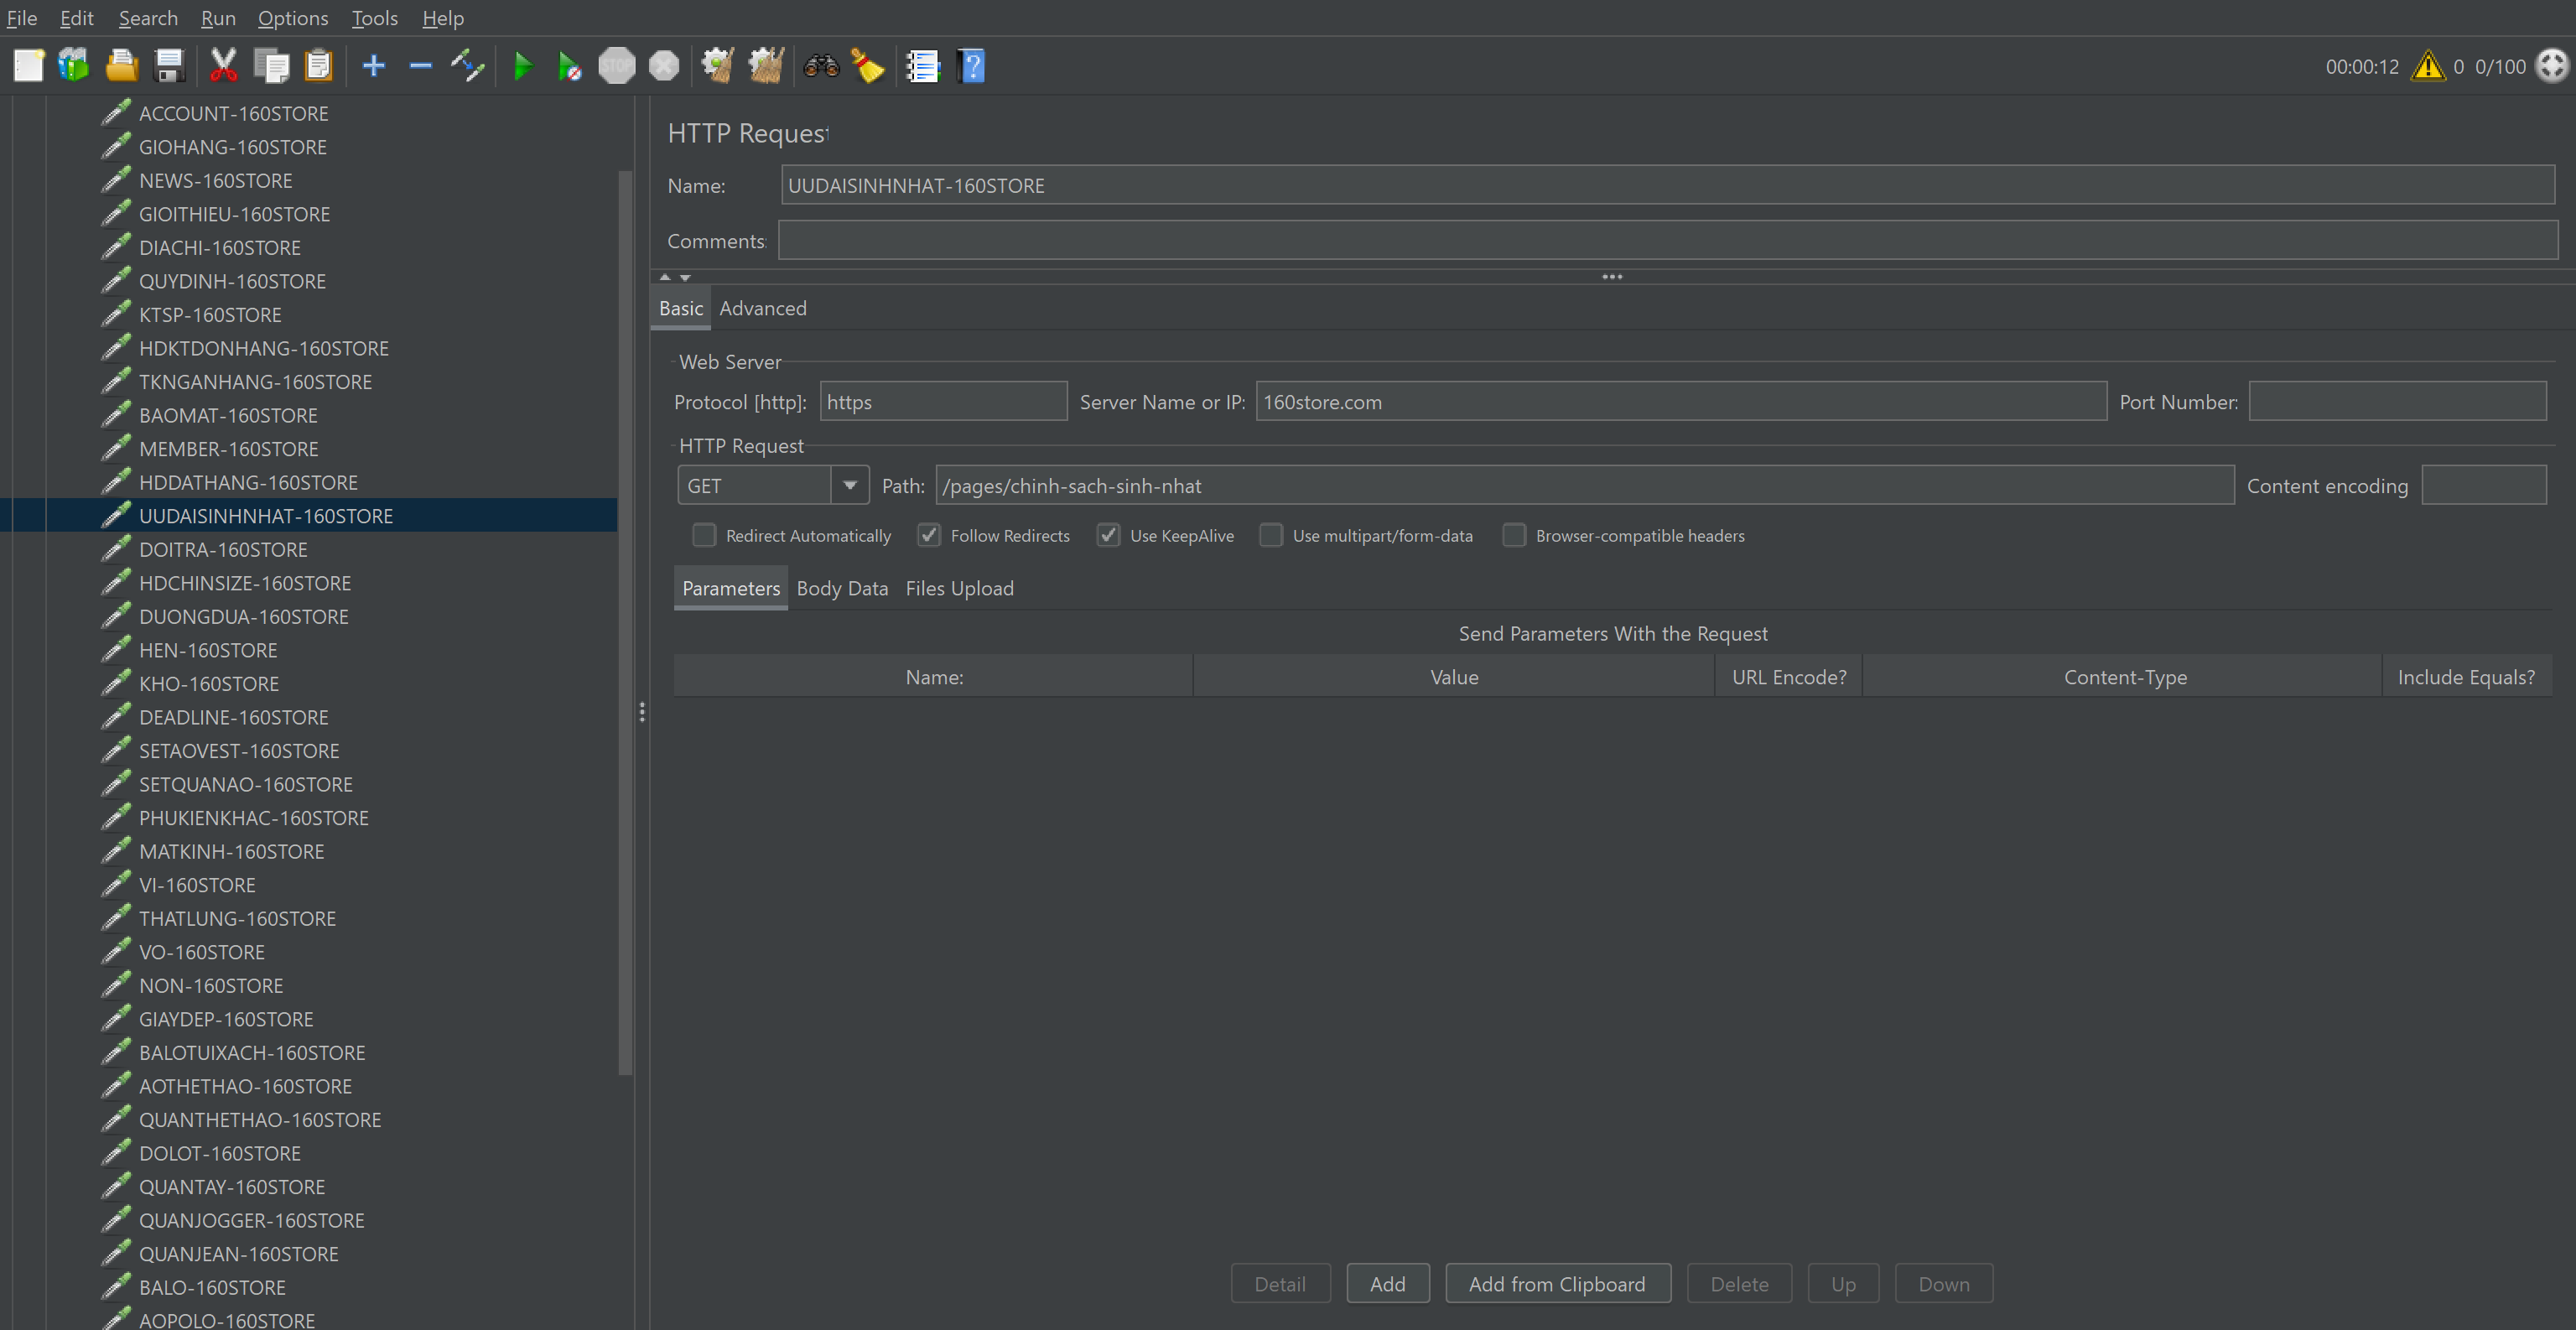 File Edit Search Run Options Tools Help
STOP
00:00:12 0 0/100
ACCOUNT-160STORE
GIOHANG-160STORE
NEWS-160STORE
GIOITHIEU-160STORE
DIACHI-160STORE
QUYDINH-160STORE
KTSP-160STORE
HDKTDONHANG-160STORE
TKNGANHANG-160STORE
BAOMAT-160STORE
MEMBER-160STORE
HDDATHANG-160STORE
UUDAISINHNHAT-160STORE
DOITRA-160STORE
HDCHINSIZE-160STORE
DUONGDUA-160STORE
HEN-160STORE
KHO-160STORE
DEADLINE-160STORE
SETAOVEST-160STORE
SETQUANAO-160STORE
PHUKIENKHAC-160STORE
MATKINH-160STORE
VI-160STORE
THATLUNG-160STORE
VO-160STORE
NON-160STORE
GIAYDEP-160STORE
BALOTUIXACH-160STORE
AOTHETHAO-160STORE
QUANTHETHAO-160STORE
DOLOT-160STORE
QUANTAY-160STORE
QUANJOGGER-160STORE
QUANJEAN-160STORE
BALO-160STORE
AOPOLO-160STORE
HTTP Request
Name: UUDAISINHNHAT-160STORE
Comments:
Basic Advanced
Web Server
Protocol [http]: https Server Name or IP: 160store.com Port Number:
HTTP Request
GET Path: /pages/chinh-sach-sinh-nhat Content encoding
Redirect Automatically Follow Redirects Use KeepAlive Use multipart/form-data Browser-compatible headers
Parameters Body Data Files Upload
Send Parameters With the Request
Name: Value URL Encode? Content-Type Include Equals?
Detail Add Add from Clipboard Delete Up Down